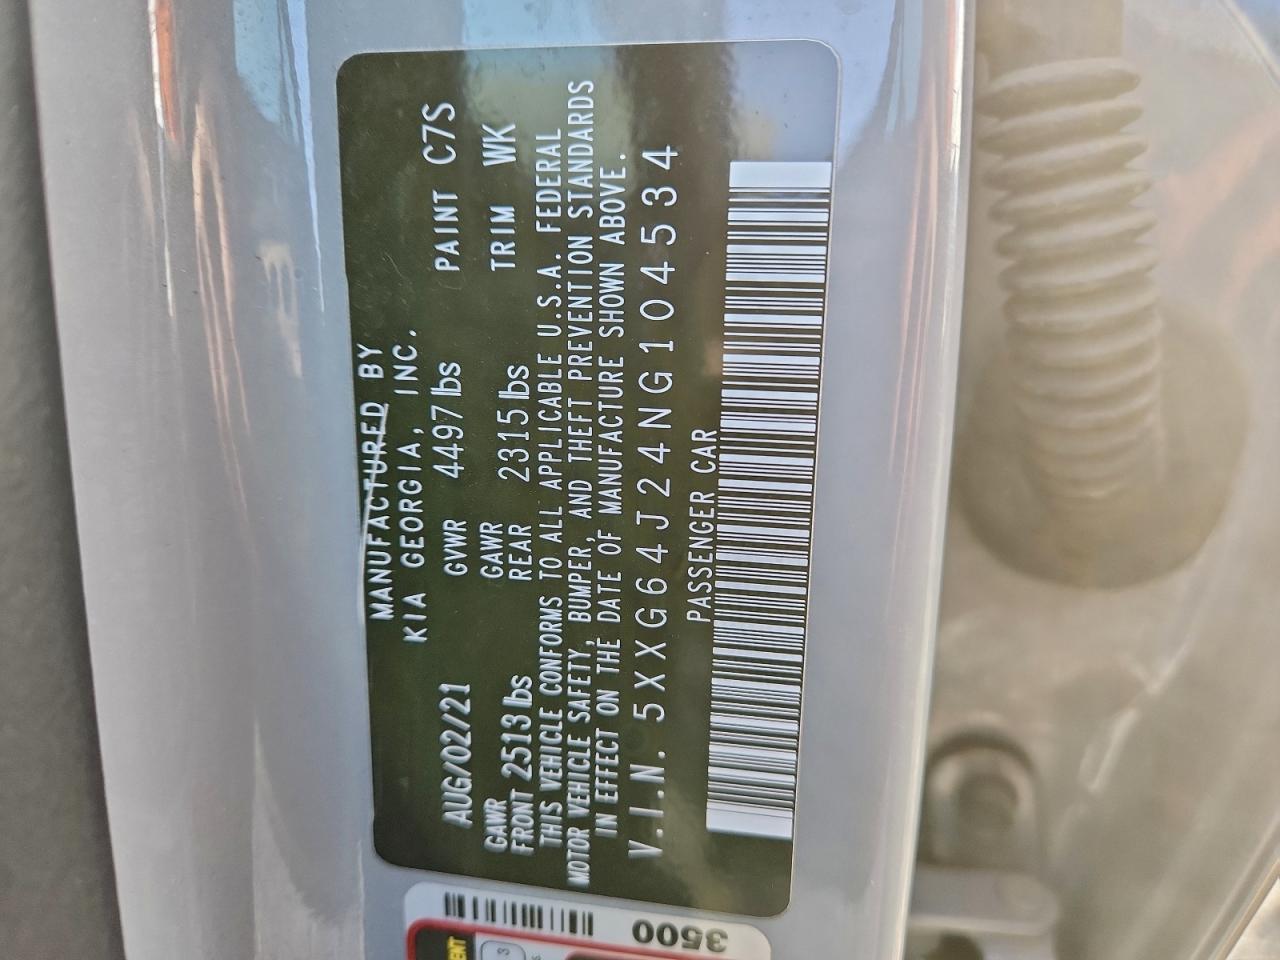 MANUFACTURED BY
KIA GEORGIA, INC.
AUG/02/21 GVWR 4497 lbs PAINT C7S
GAWR FRONT 2513 lbs GAWR REAR 2315 lbs TRIM WK
THIS VEHICLE CONFORMS TO ALL APPLICABLE U.S.A. FEDERAL
MOTOR VEHICLE SAFETY, BUMPER, AND THEFT PREVENTION STANDARDS
IN EFFECT ON THE DATE OF MANUFACTURE SHOWN ABOVE.
V.I.N. 5XXG64J24NG104534
PASSENGER CAR
3500
3